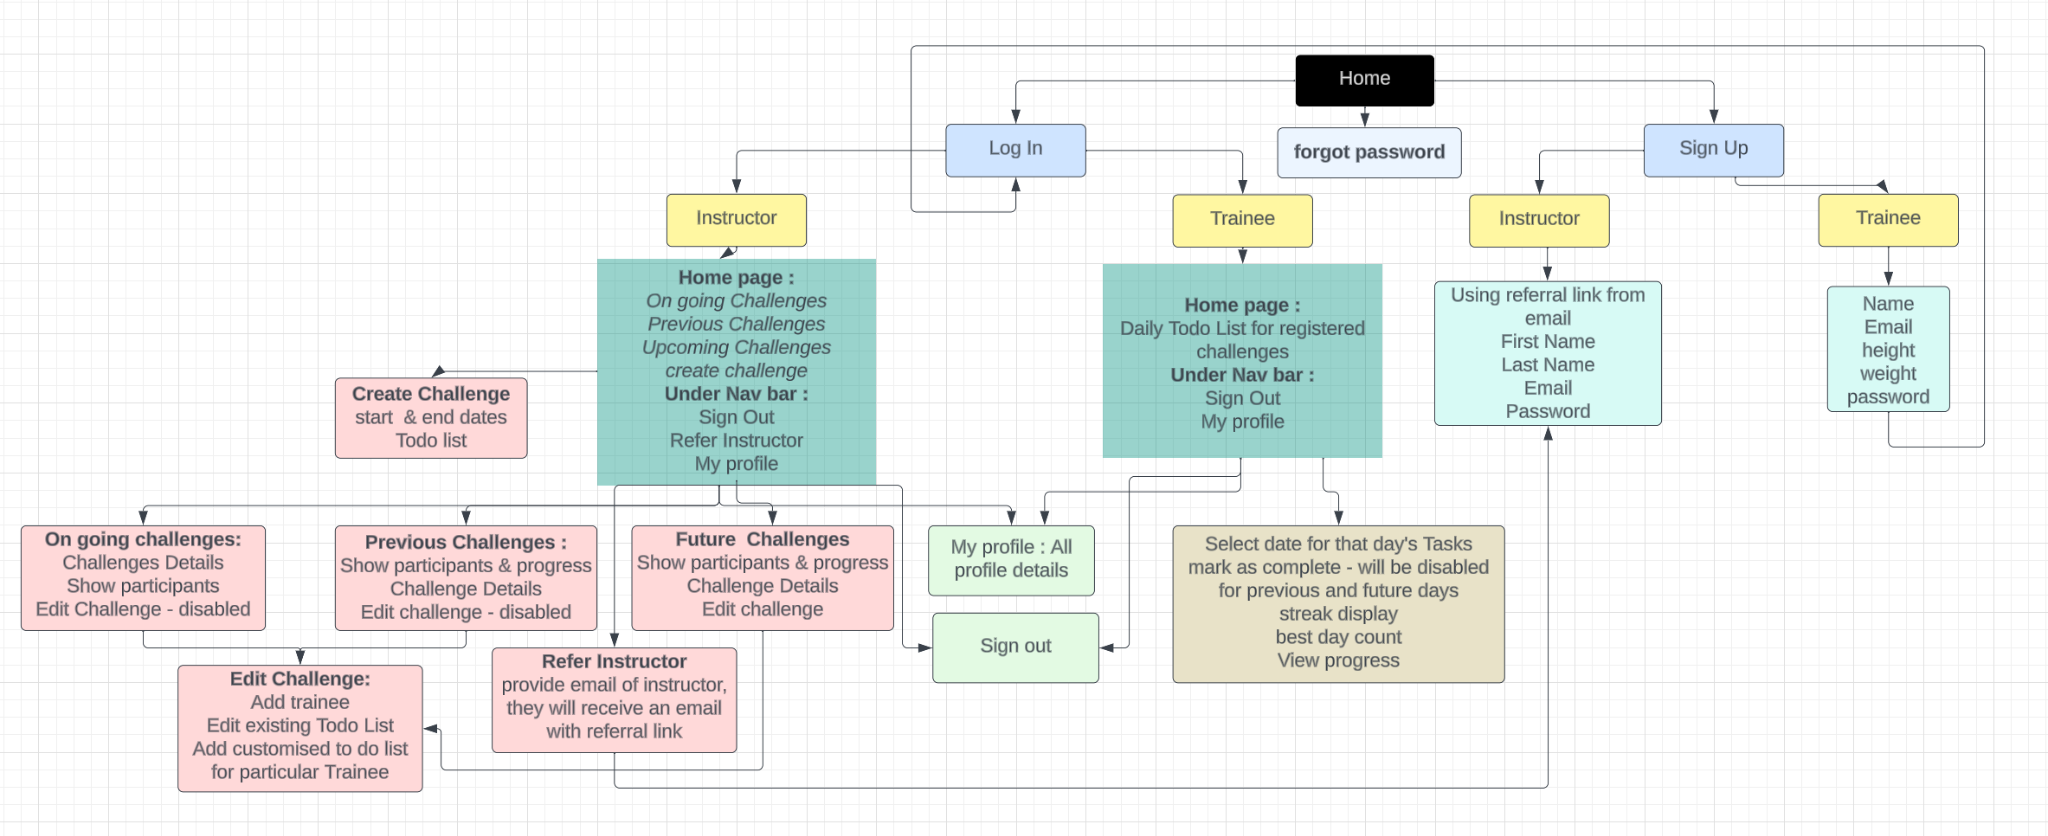 Home
Log In
forgot password
Sign Up
Instructor
Trainee
Instructor
Trainee
Home page :
On going Challenges
Previous Challenges
Upcoming Challenges
create challenge
Under Nav bar :
Sign Out
Refer Instructor
My profile
Home page :
Daily Todo List for registered
challenges
Under Nav bar :
Sign Out
My profile
Using referral link from
email
First Name
Last Name
Email
Password
Name
Email
height
weight
password
Create Challenge
start  & end dates
Todo list
On going challenges:
Challenges Details
Show participants
Edit Challenge - disabled
Previous Challenges :
Show participants & progress
Challenge Details
Edit challenge - disabled
Future  Challenges
Show participants & progress
Challenge Details
Edit challenge
My profile : All
profile details
Select date for that day's Tasks
mark as complete - will be disabled
for previous and future days
streak display
best day count
View progress
Sign out
Edit Challenge:
Add trainee
Edit existing Todo List
Add customised to do list
for particular Trainee
Refer Instructor
provide email of instructor,
they will receive an email
with referral link